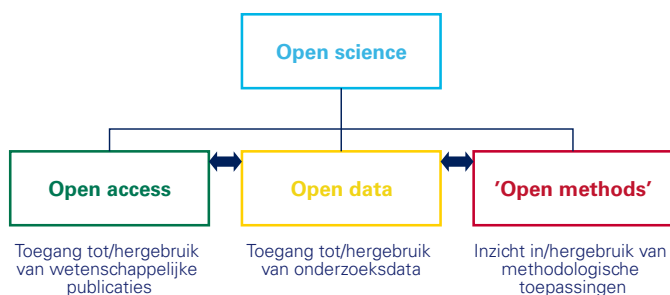 Open science
Open access
Open data
’Open methods’
Toegang tot/hergebruik
van wetenschappelijke
publicaties
Toegang tot/hergebruik
van onderzoeksdata
Inzicht in/hergebruik van
methodologische
toepassingen